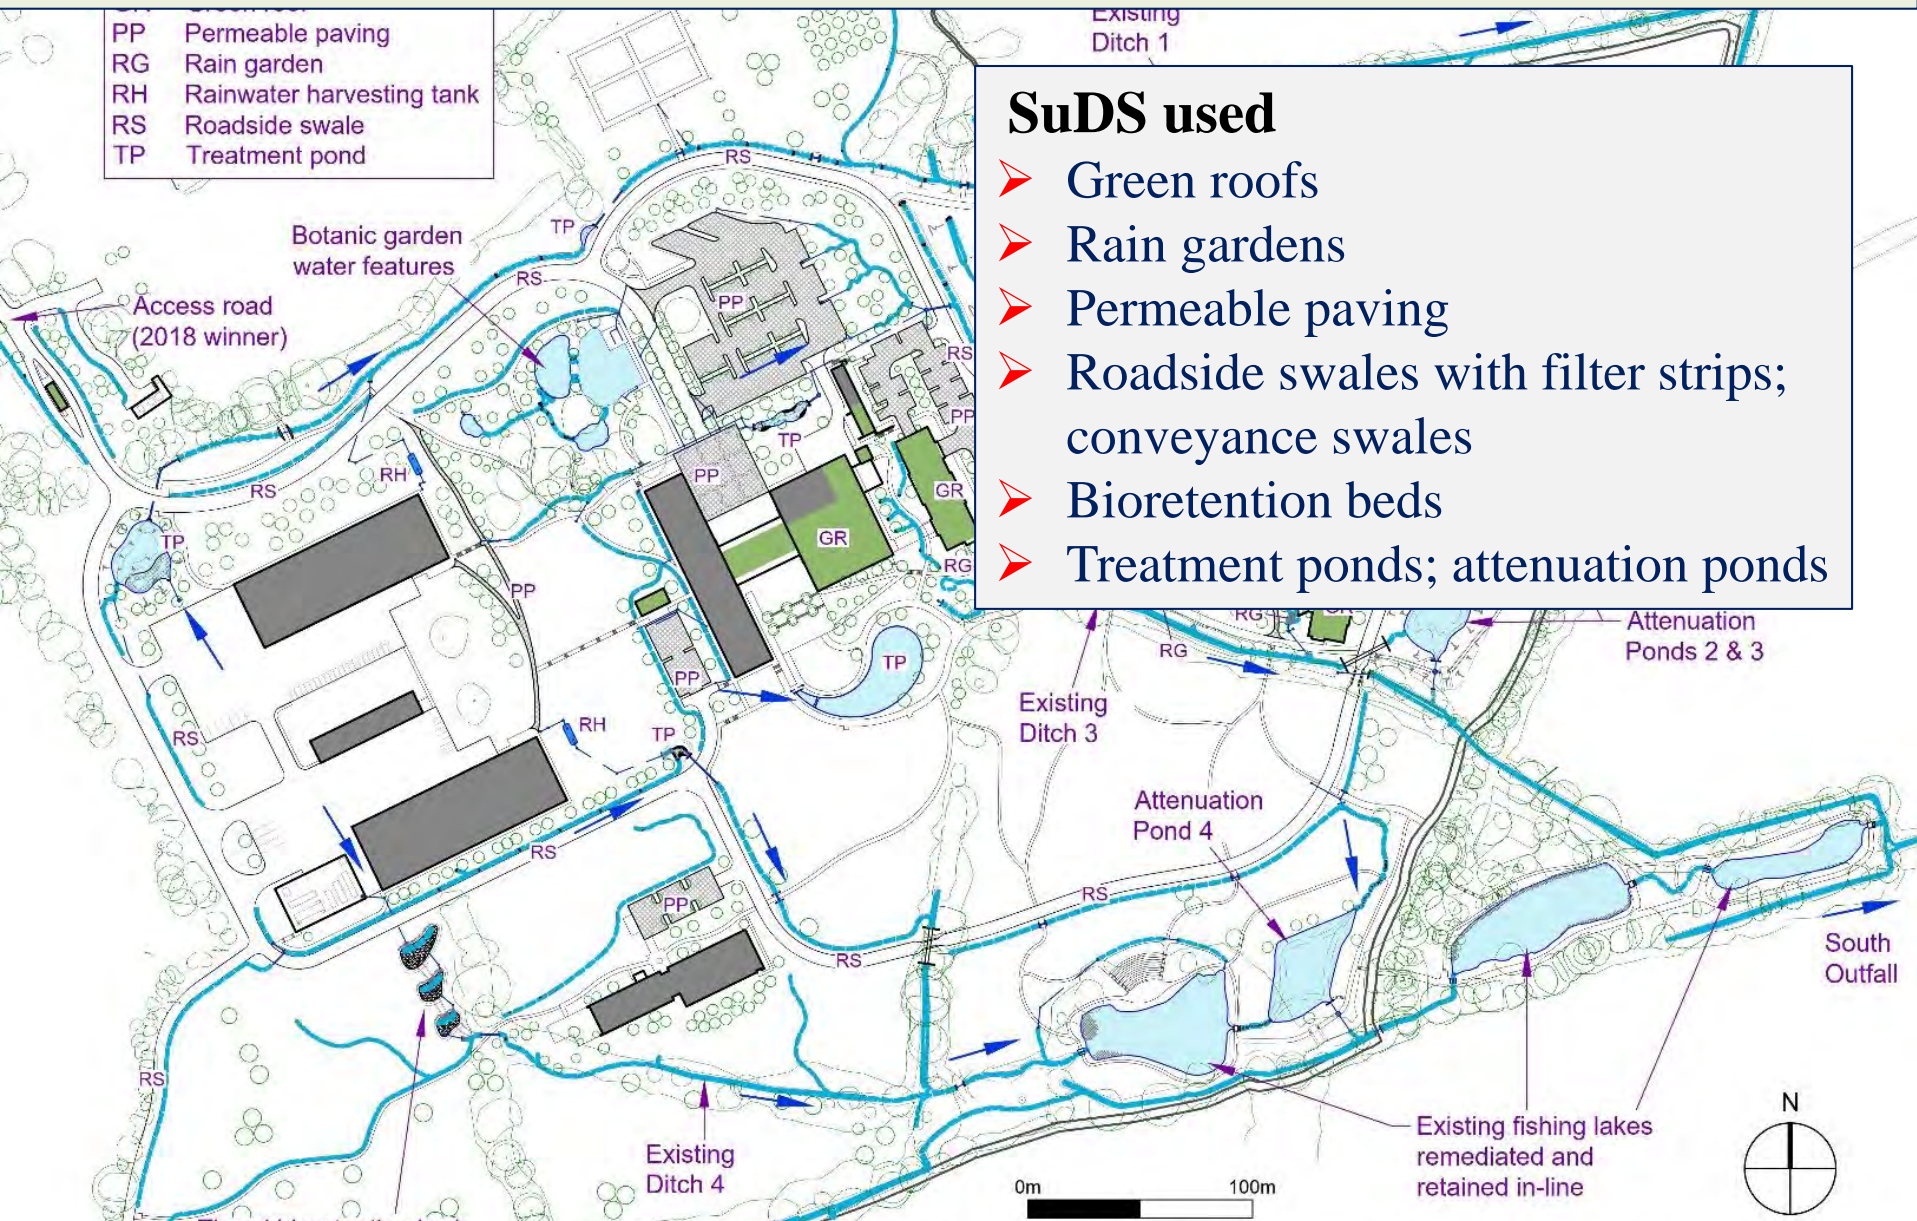 PP Permeable paving
RG Rain garden
RH Rainwater harvesting tank
RS Roadside swale
TP Treatment pond
Existing
Ditch 1
SuDS used
Green roofs
Rain gardens
Permeable paving
Roadside swales with filter strips;
conveyance swales
Bioretention beds
Treatment ponds; attenuation ponds
RS
TP
Botanic garden
water features
RS
Access road
(2018 winner)
PP
RS
PP
TP
RH
PP
RS
GR
TP
GR
RG
PP
RG
GR
RG
Attenuation
Ponds 2 & 3
TP
PP
Existing
Ditch 3
RS
RH
TP
Attenuation
Pond 4
RS
PP
RS
RS
South
Outfall
RS
Existing
Ditch 4
Existing fishing lakes
remediated and
retained in-line
N
0m
100m